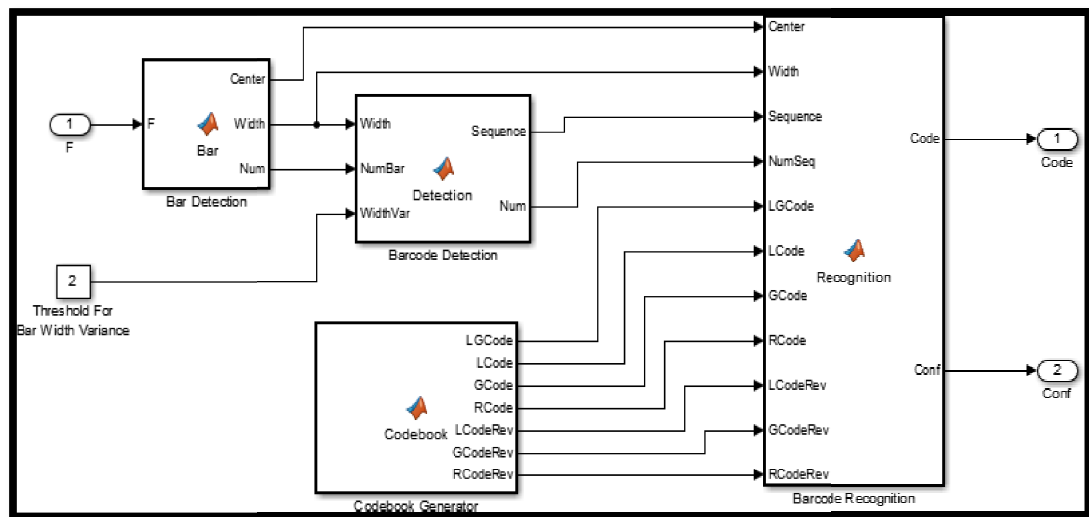 1
F
F
Center
Width
Num
Bar
Bar Detection
2
Threshold For
Bar Width Variance
Width
NumBar
WidthVar
Sequence
Num
Detection
Barcode Detection
LGCode
LCode
GCode
RCode
LCodeRev
GCodeRev
RCodeRev
Codebook
Codebook Generator
Center
Width
Sequence
NumSeq
LGCode
LCode
GCode
RCode
LCodeRev
GCodeRev
RCodeRev
Recognition
Code
Conf
Barcode Recognition
1
Code
2
Conf